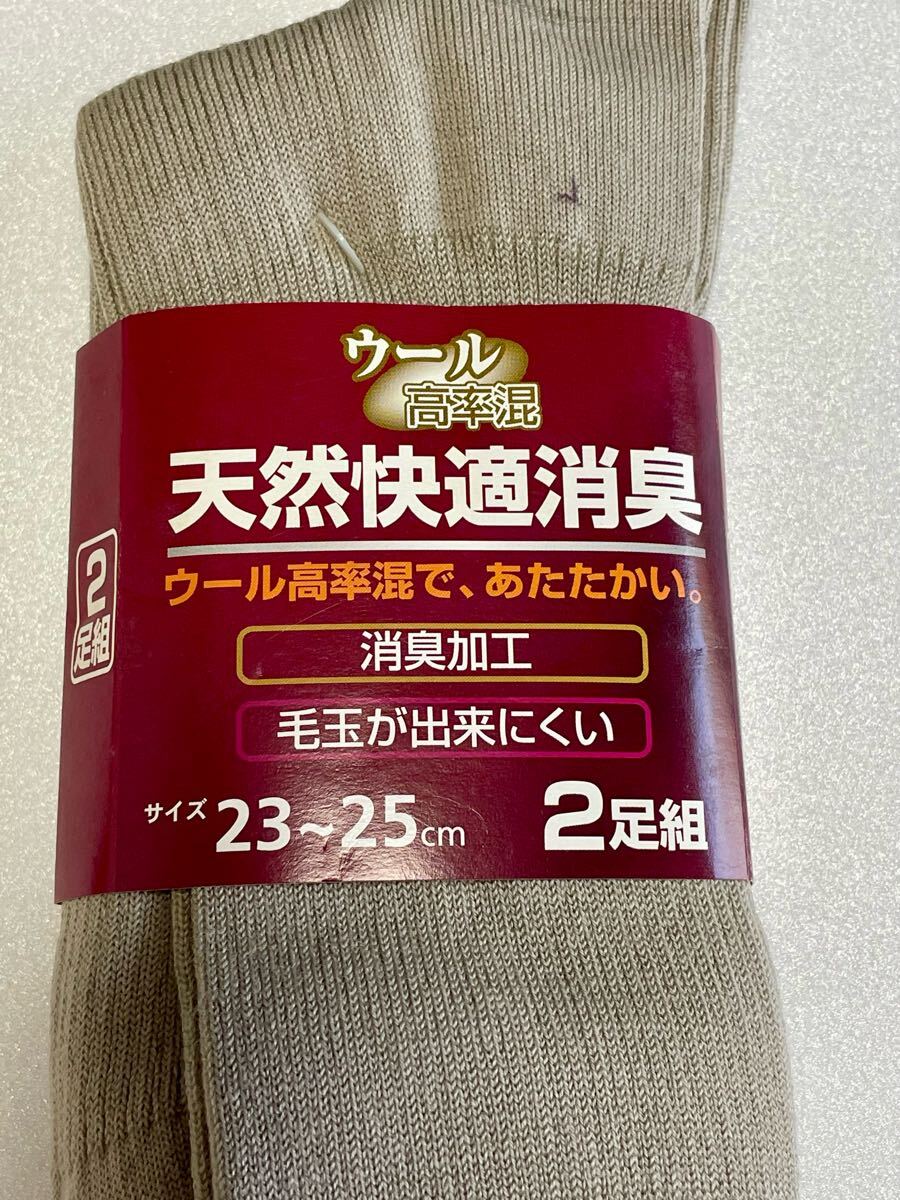 ウール
高率混
天然快適消臭
ウール高率混で、あたたかい。
消臭加工
毛玉が出来にくい
サイズ 23~25cm 2足組
2
足組